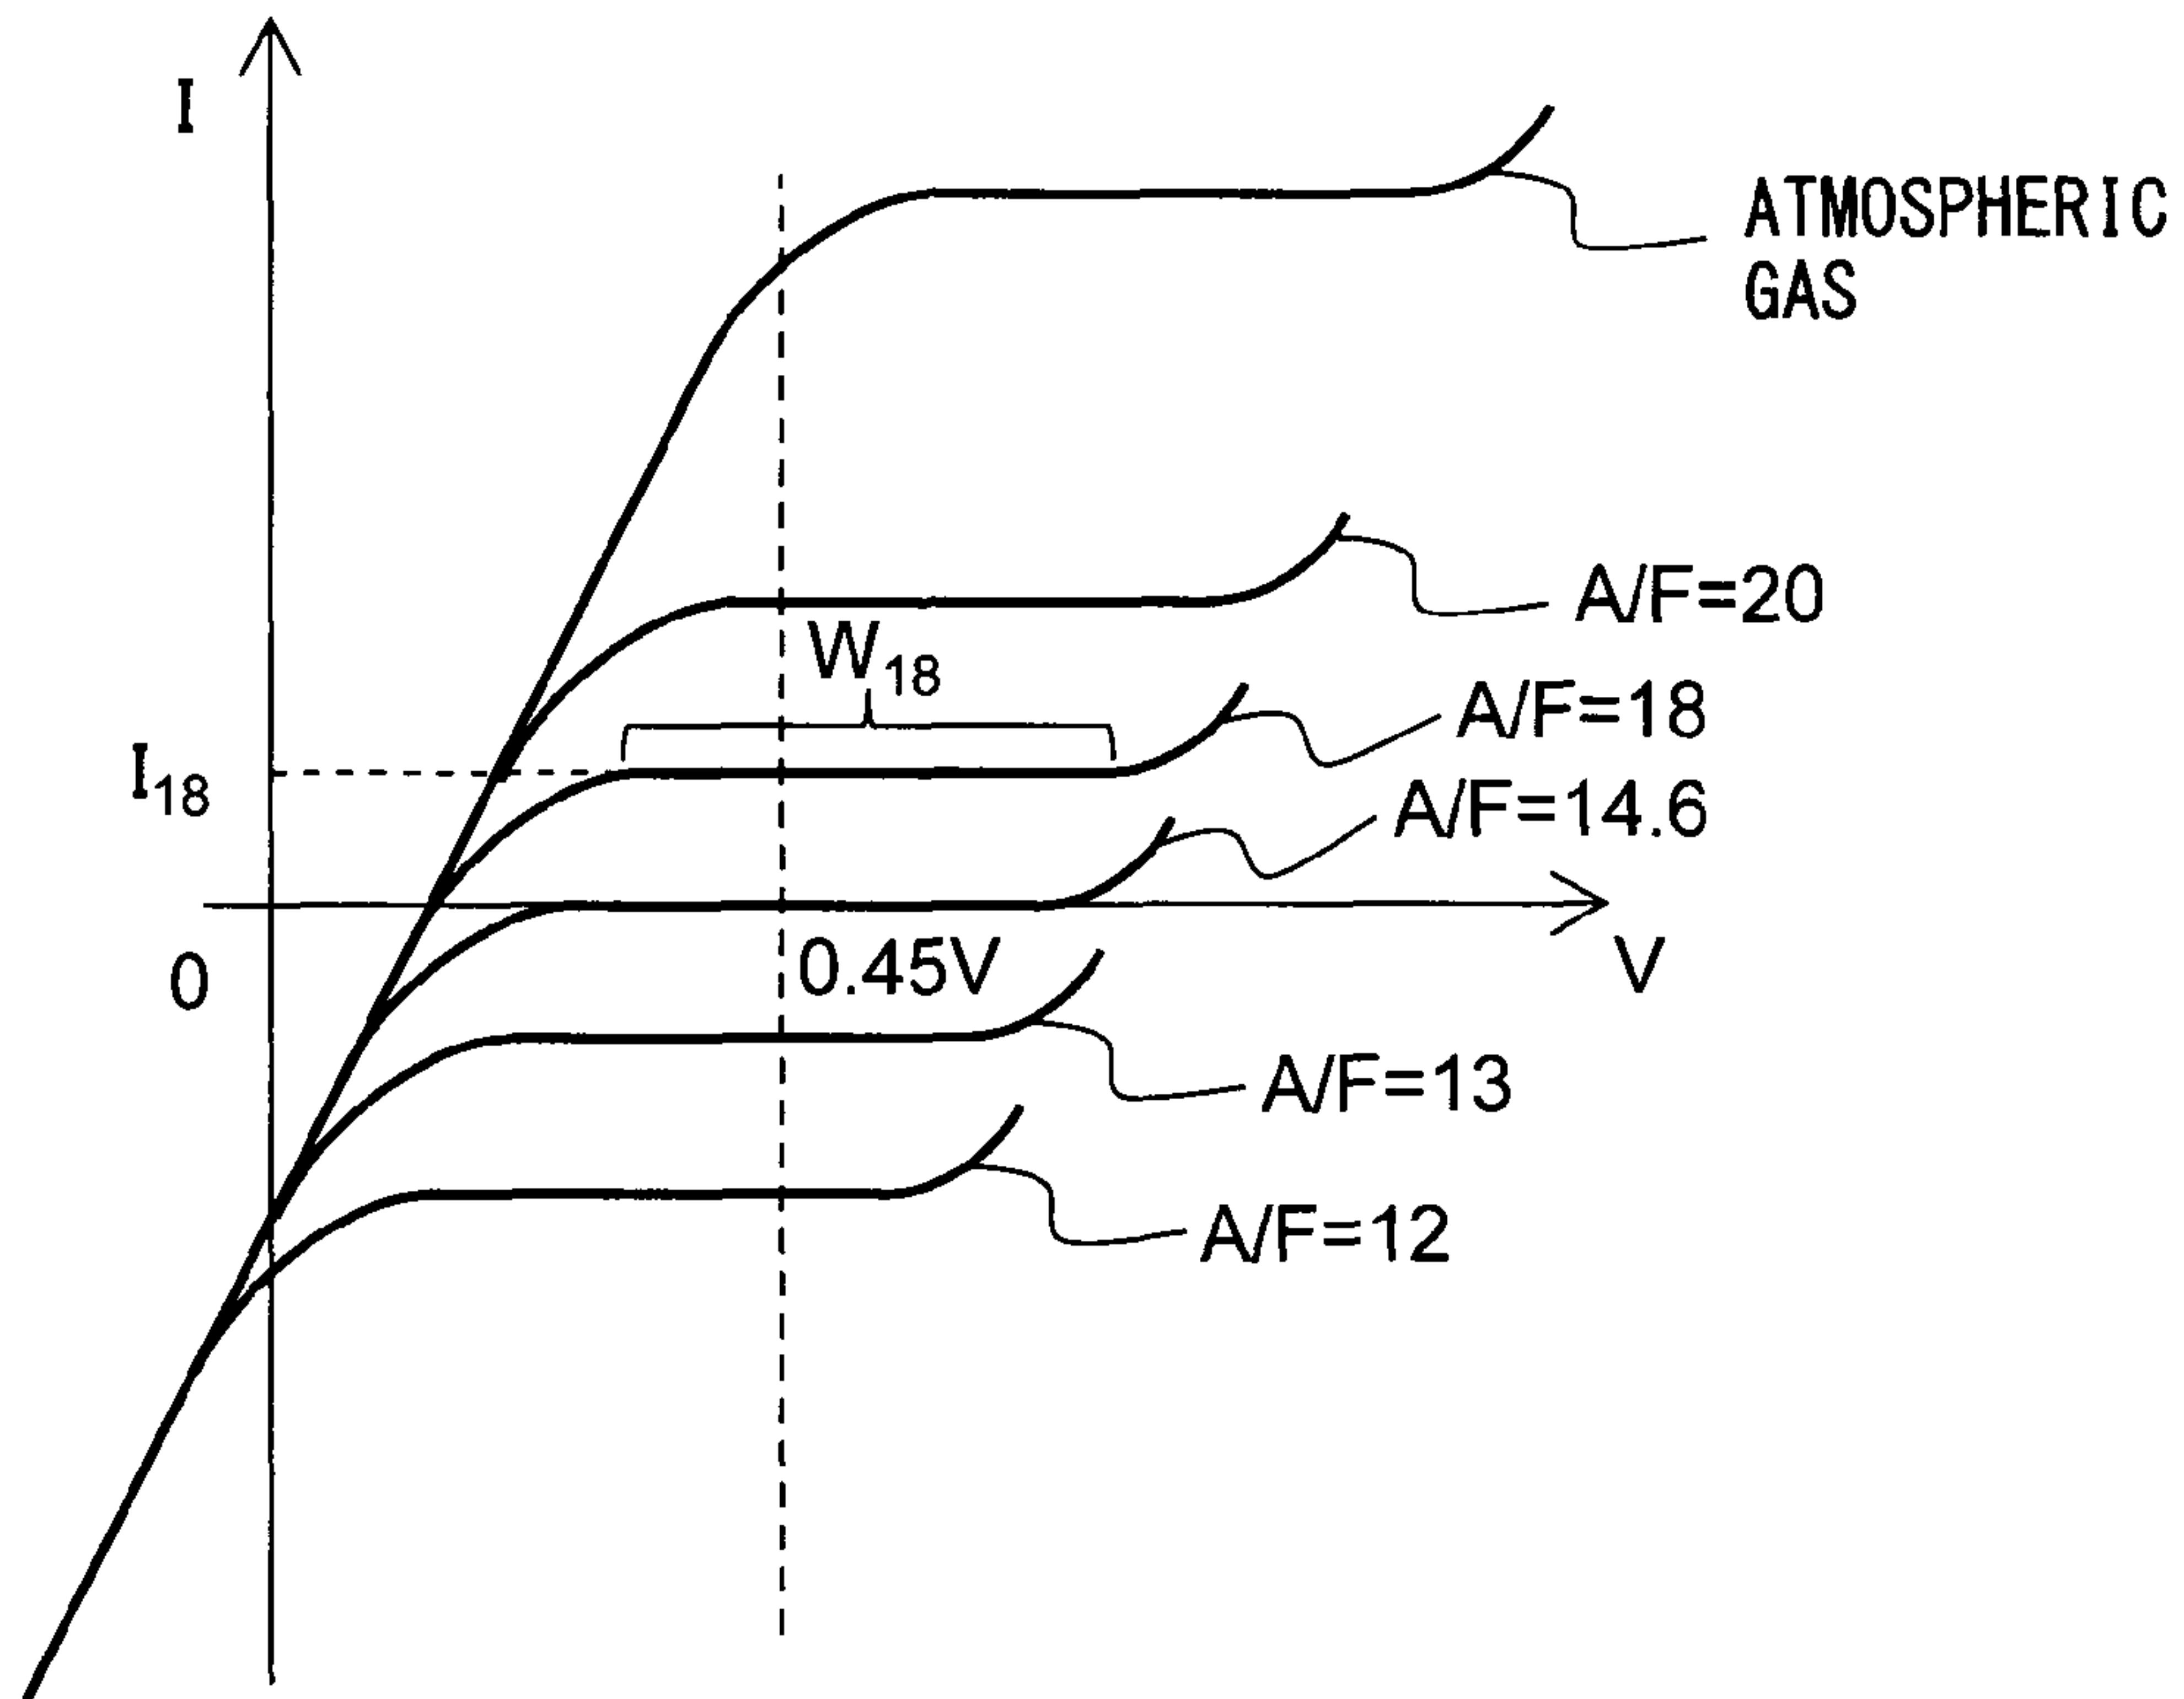 I
ATMOSPHERIC
GAS
A/F=20
W18
A/F=18
I18
A/F=14.6
0
0.45V
V
A/F=13
A/F=12